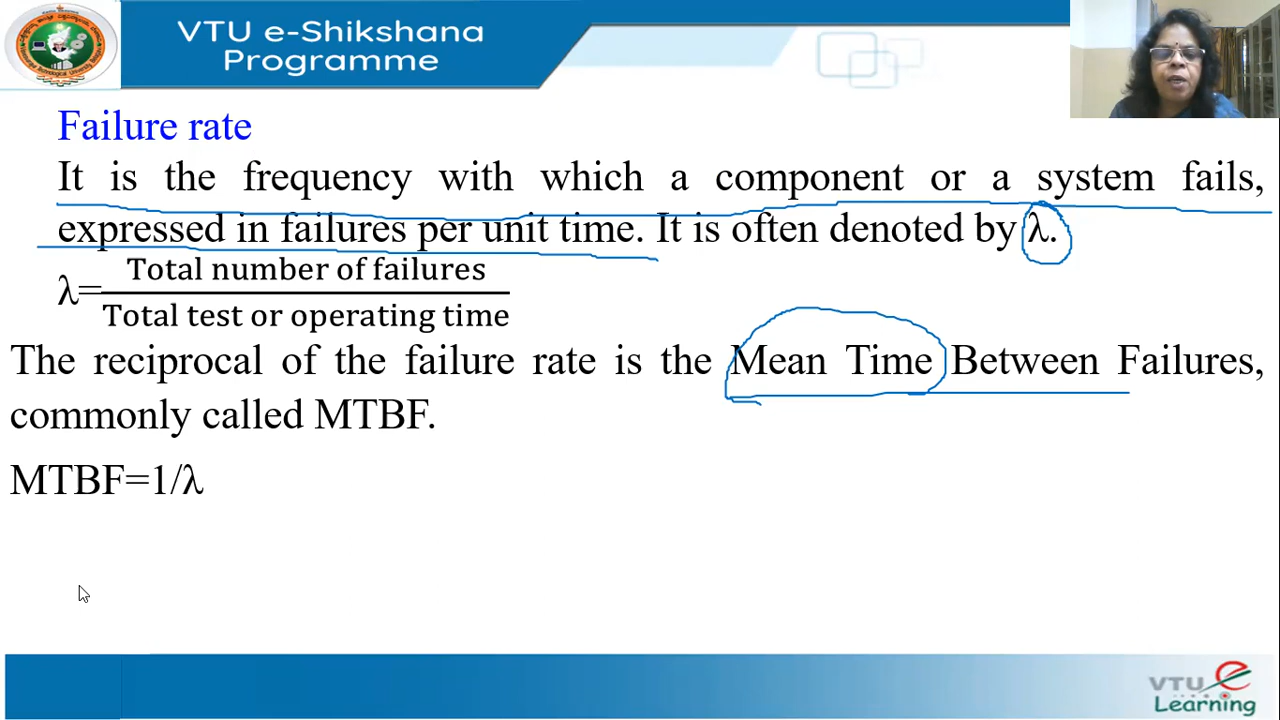 VTU e-Shikshana
Programme
Failure rate
It is the frequency with which a component or a system fails,
expressed in failures per unit time. It is often denoted by λ.
λ=Total number of failures
Total test or operating time
The reciprocal of the failure rate is the Mean Time Between Failures,
commonly called MTBF.
MTBF=1/λ
VTU e
Learning